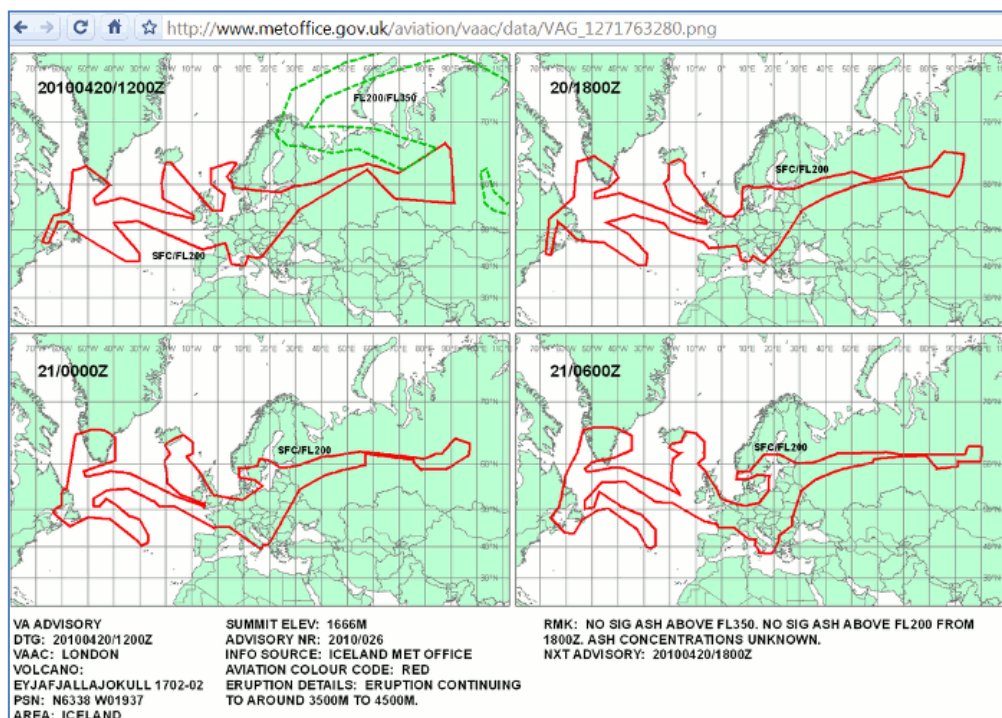 http://www.metoffice.gov.uk/aviation/vaac/data/VAG_1271763280.png
20100420/1200Z
FL200/FL350
SFC/FL200
20/1800Z
SFC/FL200
21/0000Z
SFC/FL200
21/0600Z
SFC/FL200
VA ADVISORY
DTG: 20100420/1200Z
VAAC: LONDON
VOLCANO:
EYJAFJALLAJOKULL 1702-02
PSN: N6338 W01937
AREA: ICELAND
SUMMIT ELEV: 1666M
ADVISORY NR: 2010/026
INFO SOURCE: ICELAND MET OFFICE
AVIATION COLOUR CODE: RED
ERUPTION DETAILS: ERUPTION CONTINUING
TO AROUND 3500M TO 4500M.
RMK: NO SIG ASH ABOVE FL350. NO SIG ASH ABOVE FL200 FROM
1800Z. ASH CONCENTRATIONS UNKNOWN.
NXT ADVISORY: 20100420/1800Z